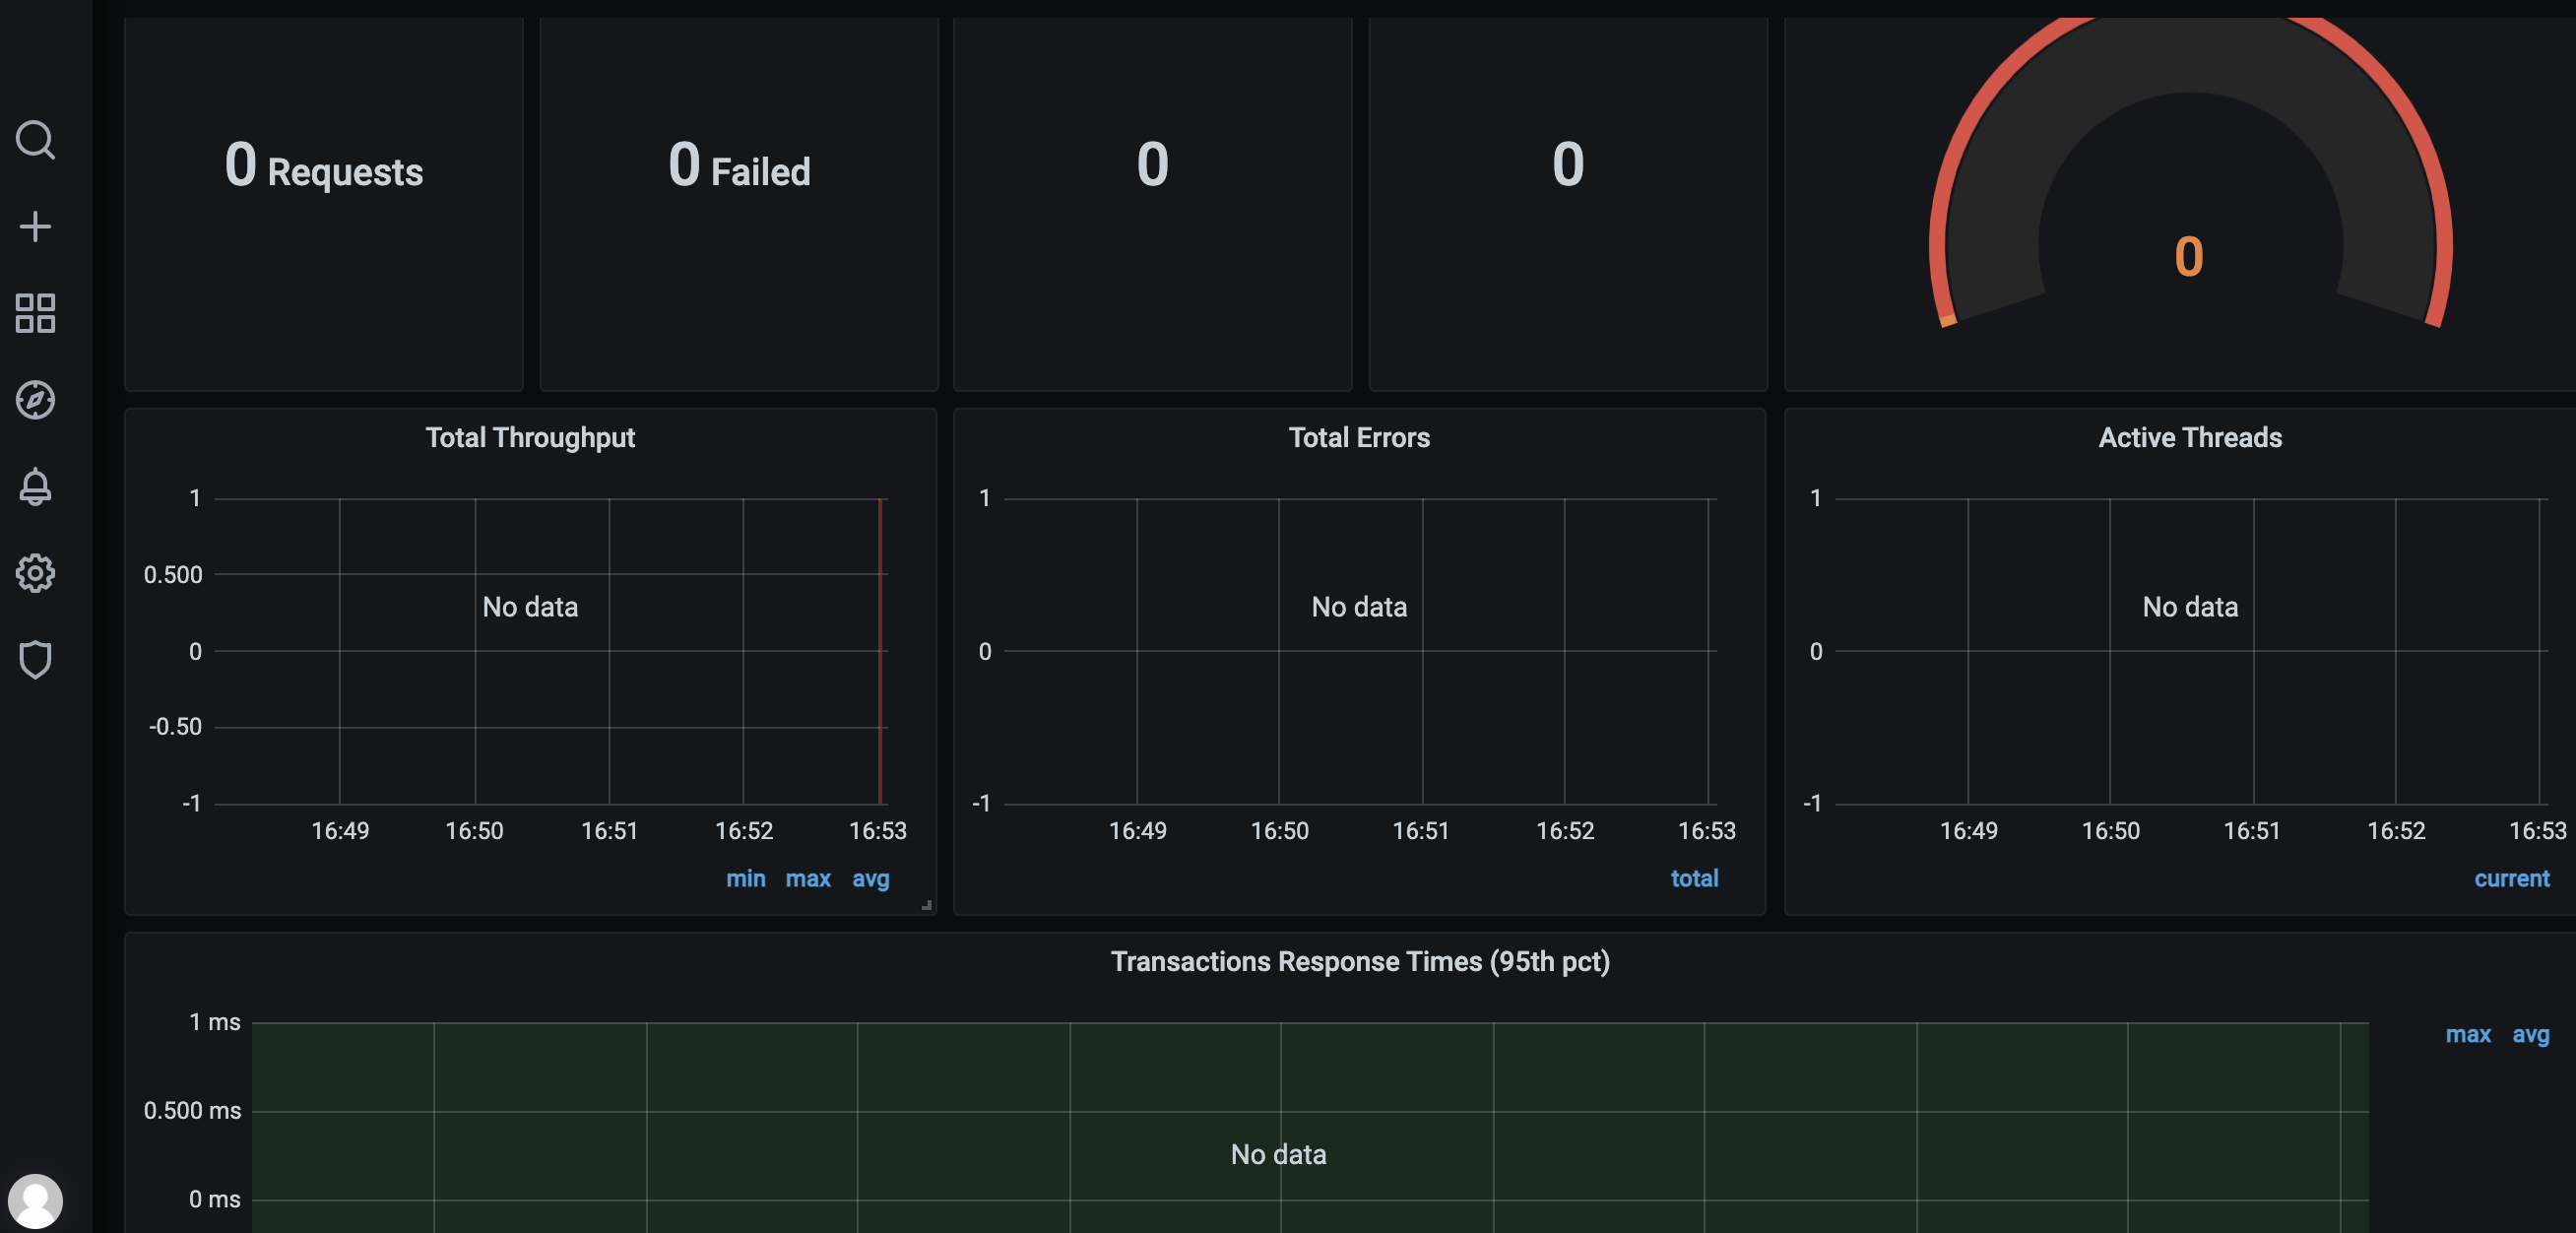 0 Requests
0 Failed
0
0
0
Total Throughput
1
0.500
0
-0.50
-1
No data
16:49 16:50 16:51 16:52 16:53
min max avg
Total Errors
1
0
-1
No data
16:49 16:50 16:51 16:52 16:53
total
Active Threads
1
0
-1
No data
16:49 16:50 16:51 16:52 16:53
current
Transactions Response Times (95th pct)
1 ms
0.500 ms
0 ms
No data
max avg